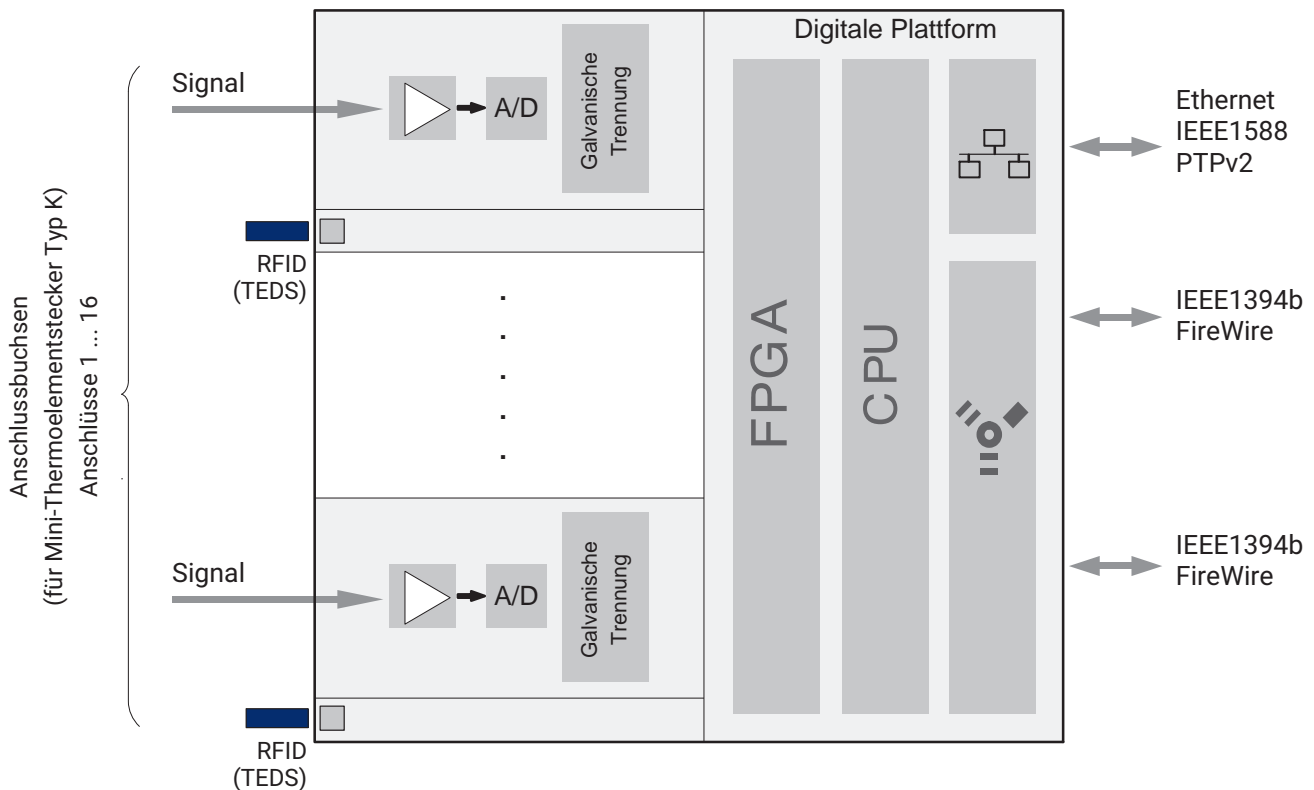 Digitale Plattform
Anschlussbuchsen
(für Mini-Thermoelementstecker Typ K)
Anschlüsse 1 ... 16
Signal
A/D
Galvanische
Trennung
RFID
(TEDS)
.
.
.
.
.
Signal
A/D
Galvanische
Trennung
RFID
(TEDS)
FPGA
CPU
Ethernet
IEEE1588
PTPv2
IEEE1394b
FireWire
IEEE1394b
FireWire